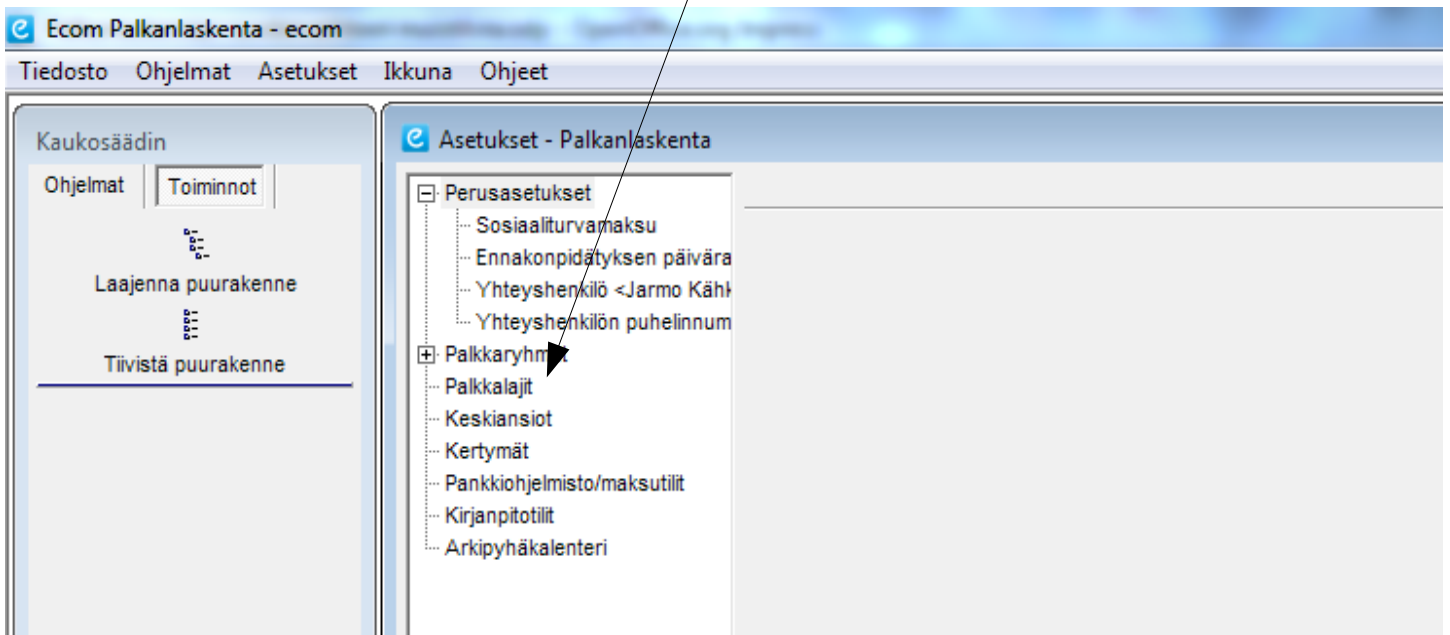 Ecom Palkanlaskenta - ecom
Tiedosto Ohjelmat Asetukset Ikkuna Ohjeet
Kaukosäädin
Ohjelmat Toiminnot
Laajenna puurakenne
Tiivistä puurakenne
Asetukset - Palkanlaskenta
Perusasetukset
Sosiaaliturvamaksu
Ennakonpidätyksen päivära
Yhteyshenkilö <Jarmo Kähk
Yhteyshenkilön puhelinnum
Palkkaryhmät
Palkkalajit
Keskiansiot
Kertymät
Pankkiohjelmisto/maksutilit
Kirjanpitotilit
Arkipyhäkalenteri